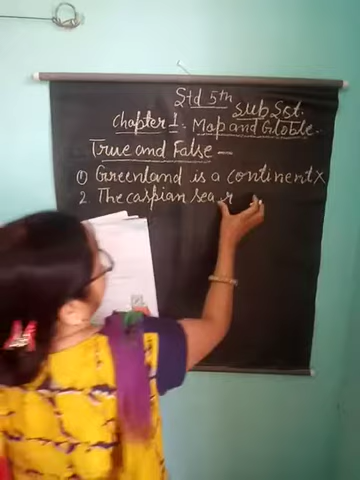 Std 5th
Sub Sst.
Chapter 1 : Map and Globle.
True and False —
① Greenland is a continent ×
2. The caspian sea